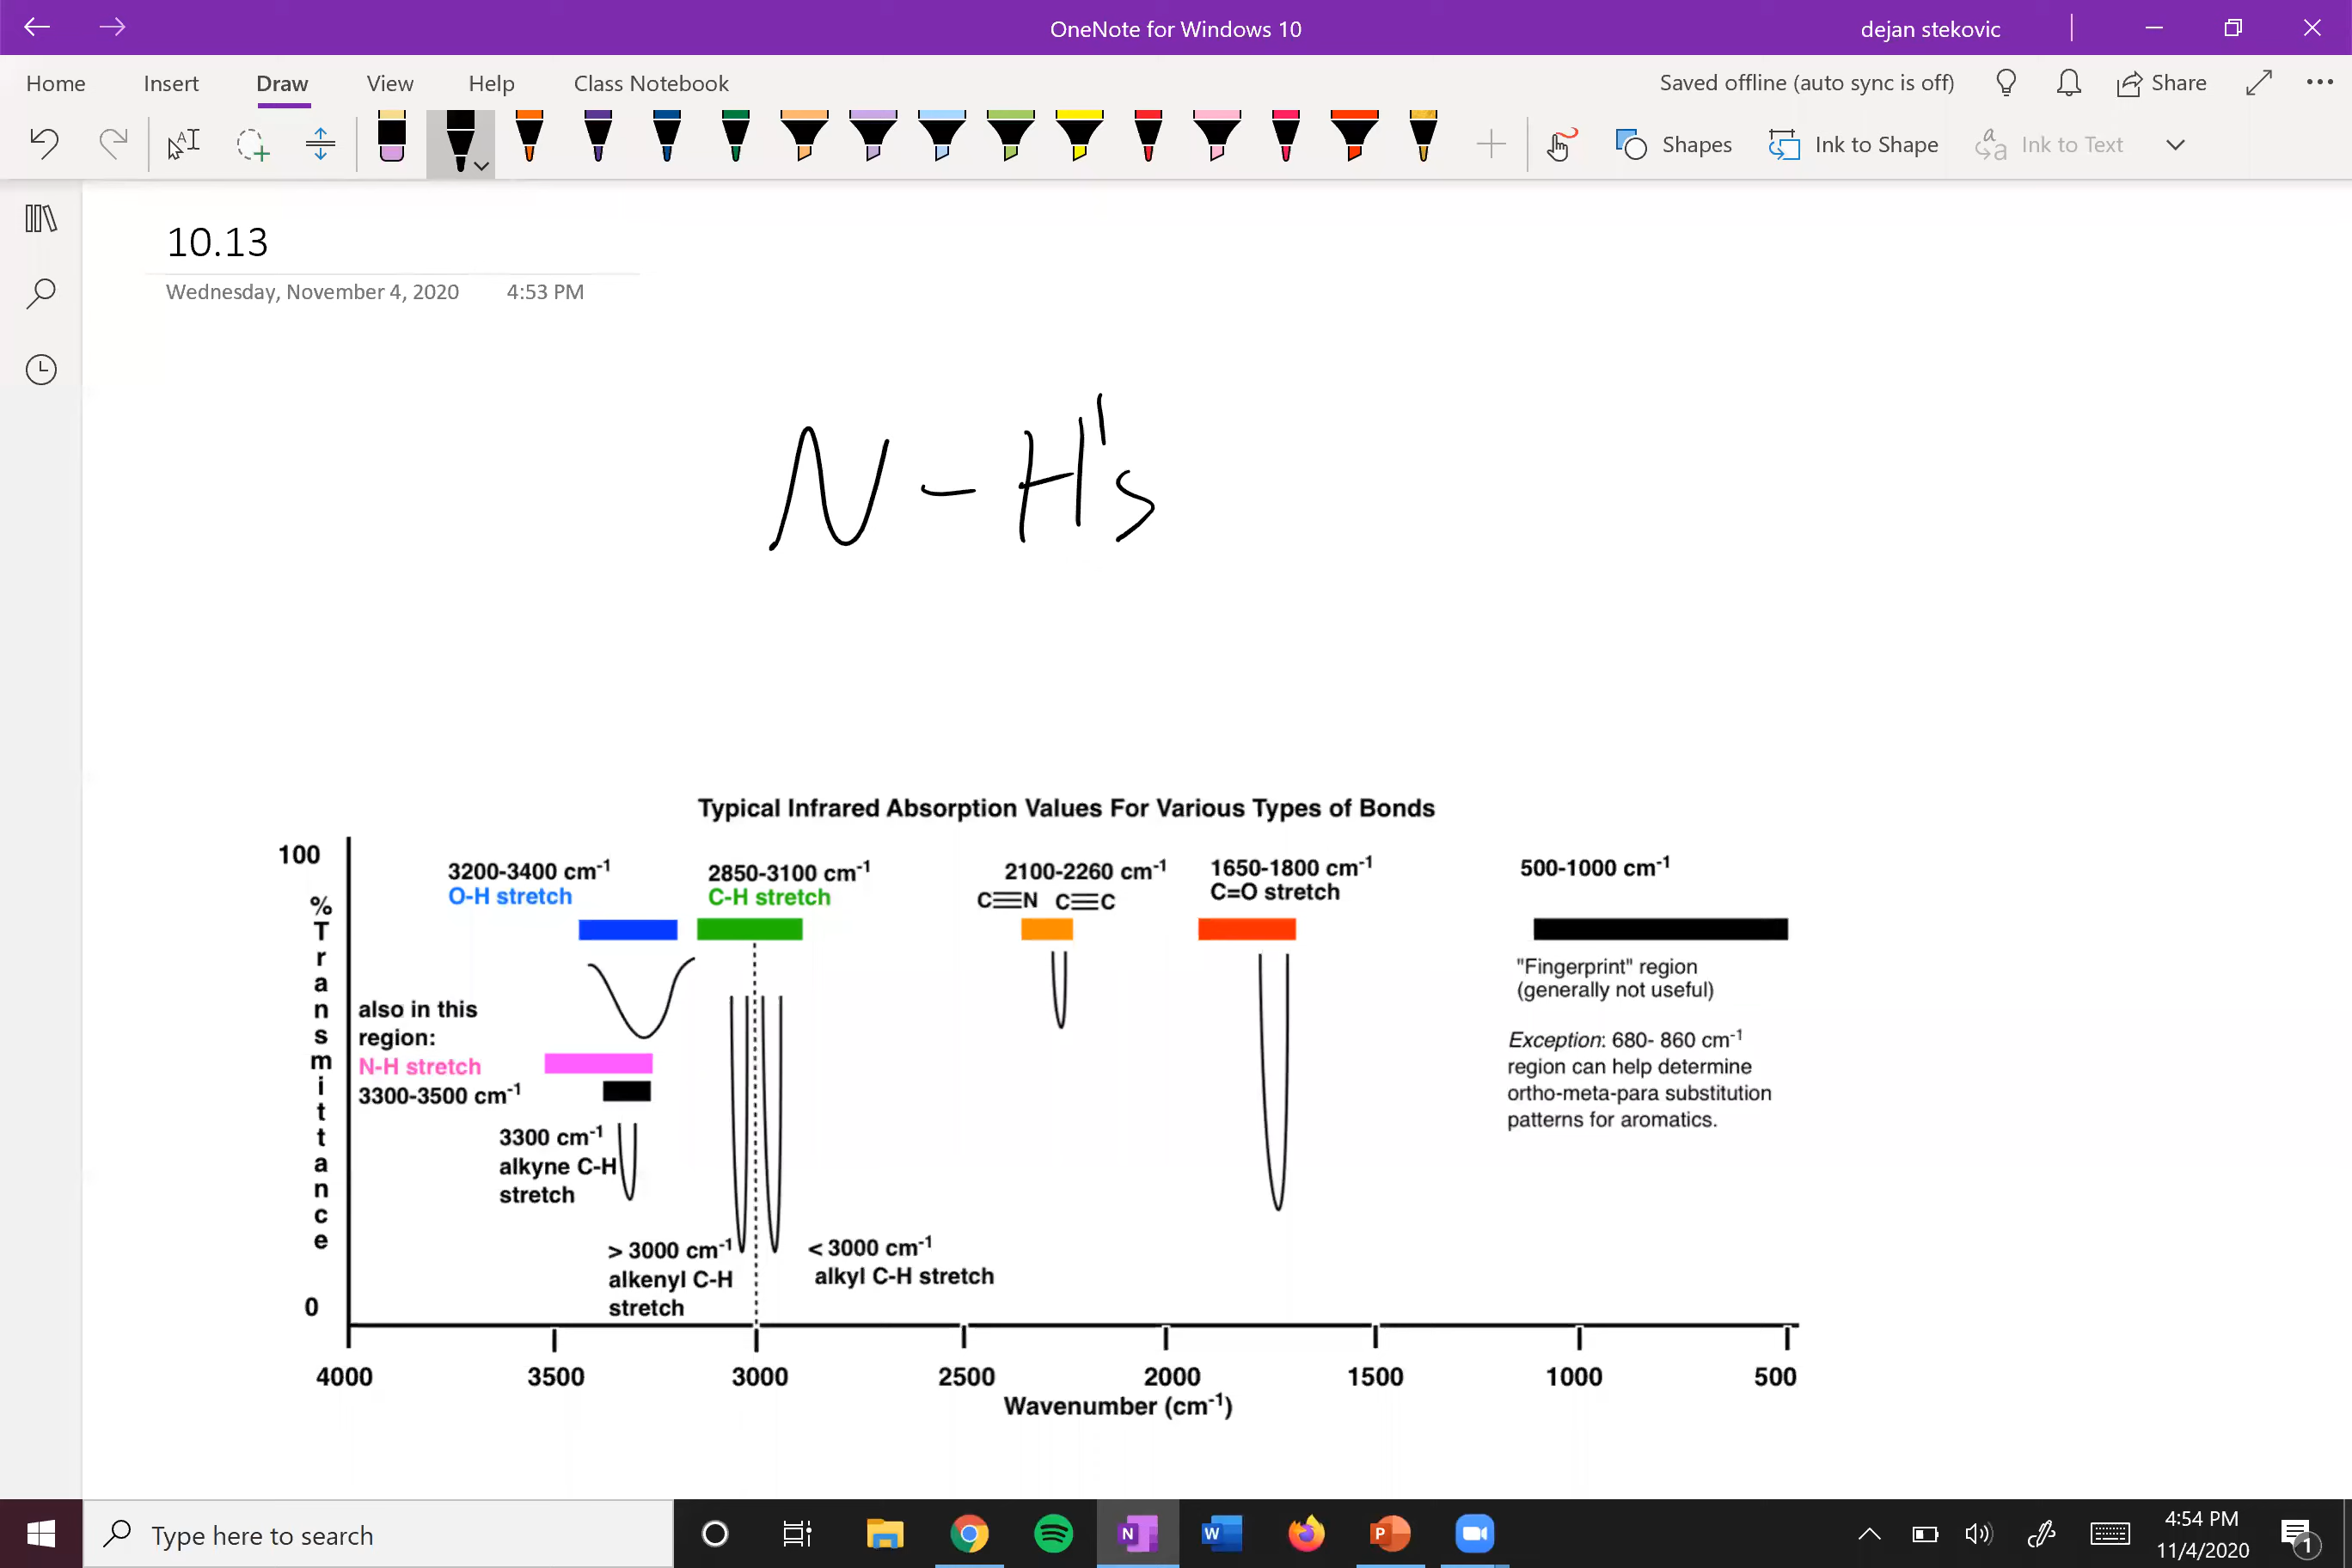 OneNote for Windows 10
dejan stekovic
Home Insert Draw View Help Class Notebook
Saved offline (auto sync is off)
Share
Shapes
Ink to Shape
Ink to Text
10.13
Wednesday, November 4, 2020 4:53 PM
N-H's
Typical Infrared Absorption Values For Various Types of Bonds
100
% Transmittance
0
3200-3400 cm⁻¹
O-H stretch
2850-3100 cm⁻¹
C-H stretch
2100-2260 cm⁻¹
C≡N C≡C
1650-1800 cm⁻¹
C=O stretch
500-1000 cm⁻¹
also in this
region:
N-H stretch
3300-3500 cm⁻¹
3300 cm⁻¹
alkyne C-H
stretch
> 3000 cm⁻¹
alkenyl C-H
stretch
< 3000 cm⁻¹
alkyl C-H stretch
"Fingerprint" region
(generally not useful)
Exception: 680- 860 cm⁻¹
region can help determine
ortho-meta-para substitution
patterns for aromatics.
4000 3500 3000 2500 2000 1500 1000 500
Wavenumber (cm⁻¹)
Type here to search
4:54 PM
11/4/2020
1